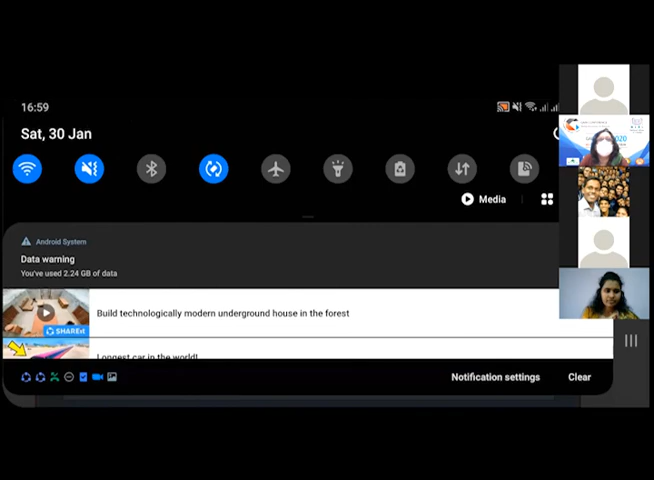 16:59
Sat, 30 Jan
Media
Android System
Data warning
You've used 2.24 GB of data
Build technologically modern underground house in the forest
SHAREit
Longest car in the world!
Notification settings
Clear